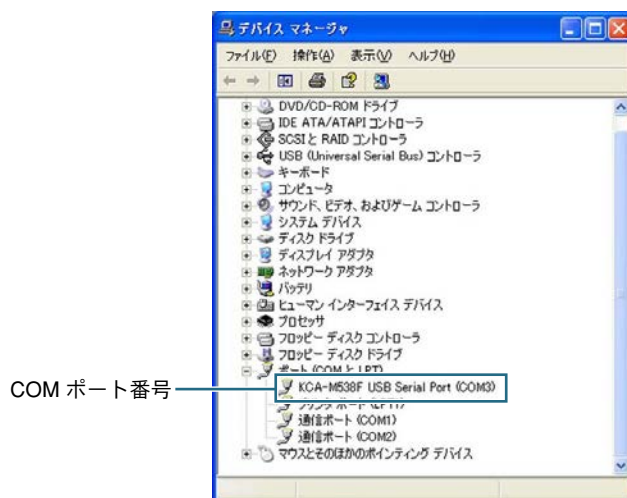 デバイス マネージャ
ファイル(F) 操作(A) 表示(V) ヘルプ(H)
DVD/CD-ROM ドライブ
IDE ATA/ATAPI コントローラ
SCSI と RAID コントローラ
USB (Universal Serial Bus) コントローラ
キーボード
コンピュータ
サウンド、ビデオ、およびゲーム コントローラ
システム デバイス
ディスク ドライブ
ディスプレイ アダプタ
ネットワーク アダプタ
バッテリ
ヒューマン インターフェイス デバイス
プロセッサ
フロッピー ディスク コントローラ
フロッピー ディスク ドライブ
ポート (COM と LPT)
COM ポート番号
KCA-M538F USB Serial Port (COM3)
プリンタ ポート (LPT1)
通信ポート (COM1)
通信ポート (COM2)
マウスとそのほかのポインティング デバイス